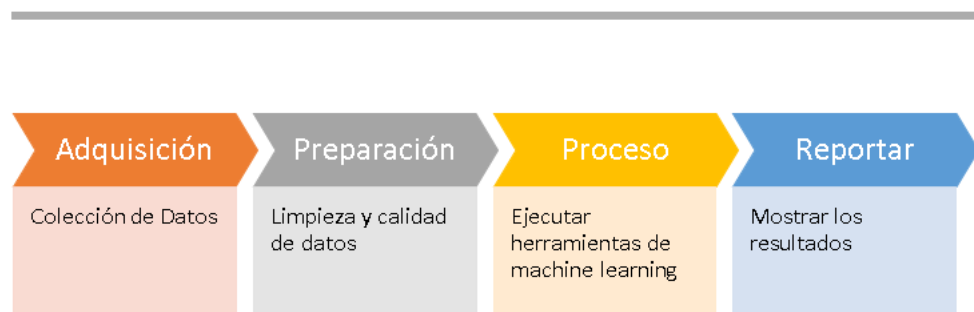 Adquisición
Preparación
Proceso
Reportar
Colección de Datos
Limpieza y calidad
de datos
Ejecutar
herramientas de
machine learning
Mostrar los
resultados